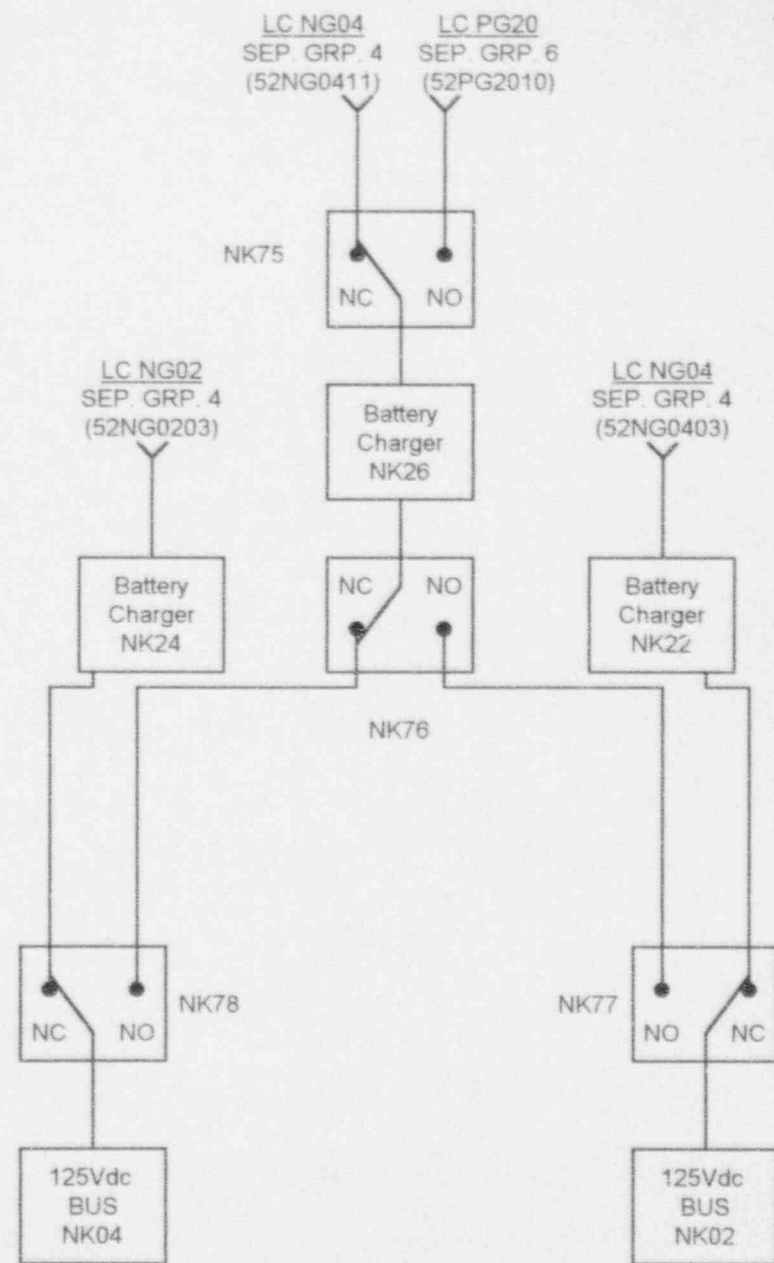 LC NG04
SEP. GRP. 4
(52NG0411)
LC PG20
SEP. GRP. 6
(52PG2010)
NK75
NC
NO
LC NG02
SEP. GRP. 4
(52NG0203)
Battery
Charger
NK26
LC NG04
SEP. GRP. 4
(52NG0403)
Battery
Charger
NK24
NC
NO
Battery
Charger
NK22
NK76
NC
NO
NK78
NK77
NO
NC
125Vdc
BUS
NK04
125Vdc
BUS
NK02